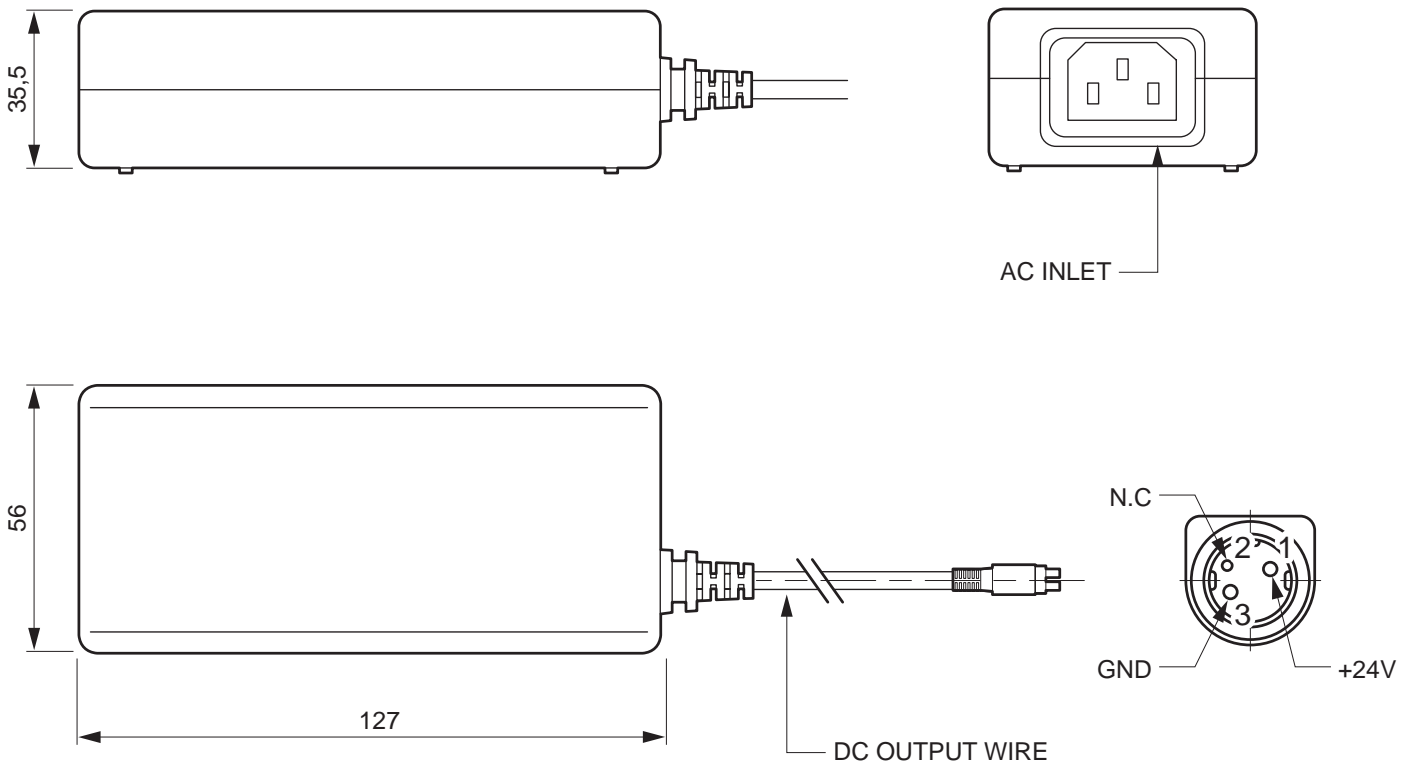 35,5
AC INLET
56
N.C
2
1
3
GND
+24V
127
DC OUTPUT WIRE